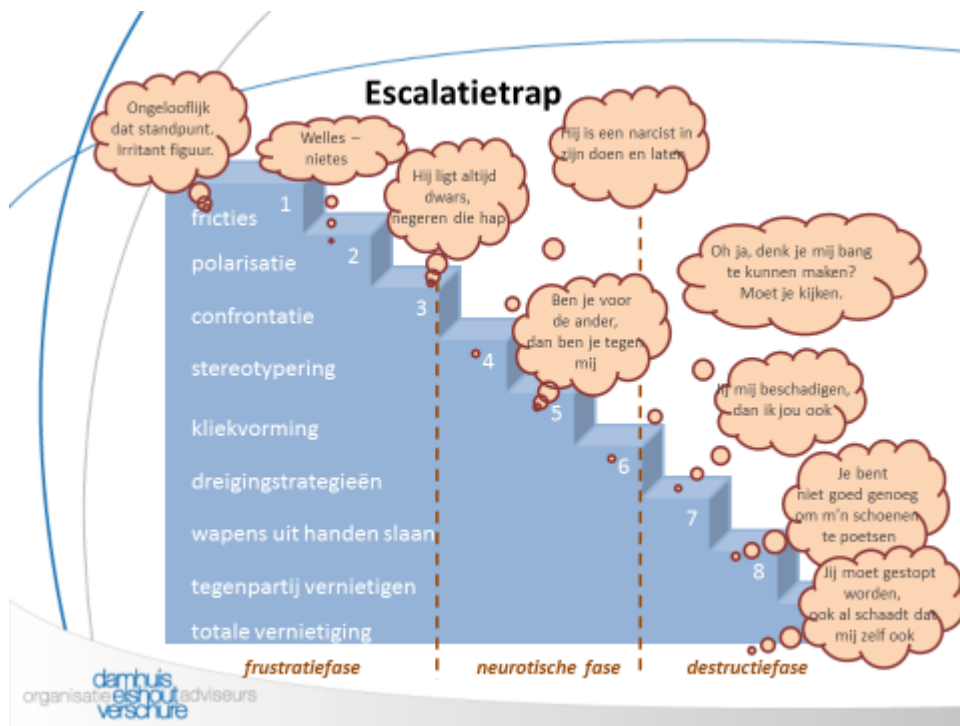 Escalatietrap
Ongelooflijk
dat standpunt.
Irritant figuur.
Welles –
nietes
Hij ligt altijd
dwars,
negeren die hap
Hij is een narcist in
zijn doen en laten
Oh ja, denk je mij bang
te kunnen maken?
Moet je kijken.
Ben je voor
de ander,
dan ben je tegen
mij
Jij mij beschadigen,
dan ik jou ook
Je bent
niet goed genoeg
om m'n schoenen
te poetsen
Jij moet gestopt
worden,
ook al schaadt dat
mij zelf ook
fricties
1
polarisatie
2
confrontatie
3
stereotypering
4
kliekvorming
5
dreigingstrategieën
6
wapens uit handen slaan
7
tegenpartij vernietigen
8
totale vernietiging
frustratiefase
neurotische fase
destructiefase
damhuis
organisatie elshout adviseurs
verschure